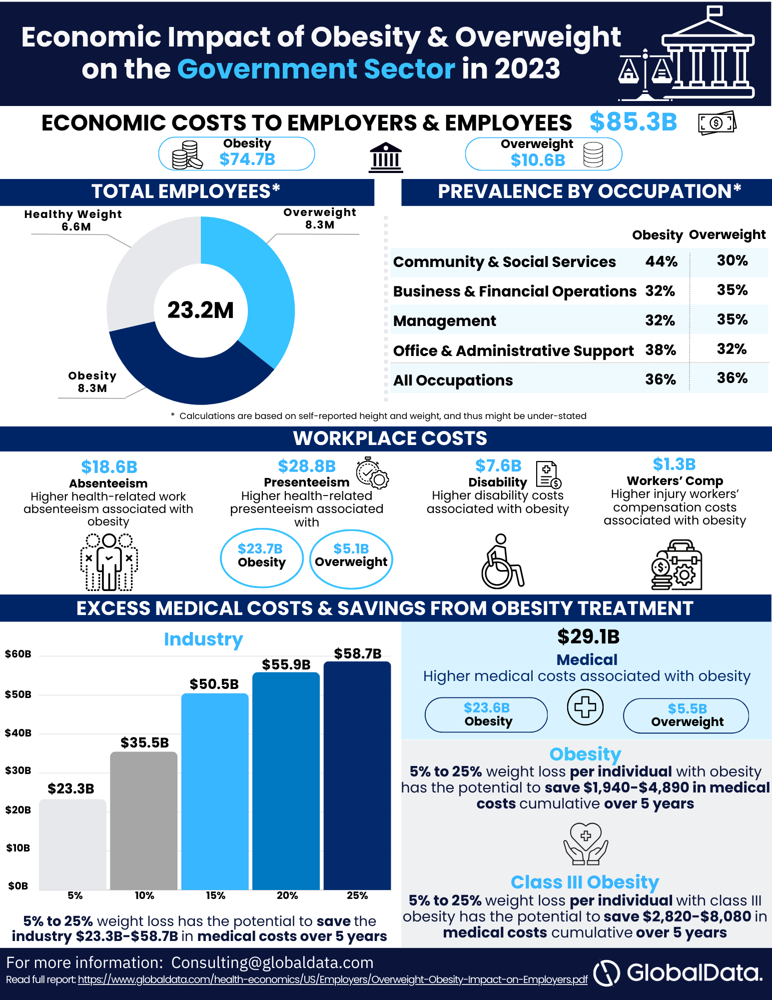 Economic Impact of Obesity & Overweight
on the Government Sector in 2023
ECONOMIC COSTS TO EMPLOYERS & EMPLOYEES $85.3B
Obesity
$74.7B
Overweight
$10.6B
TOTAL EMPLOYEES*
Healthy Weight
6.6M
Overweight
8.3M
23.2M
Obesity
8.3M
PREVALENCE BY OCCUPATION*
Obesity Overweight
Community & Social Services 44% 30%
Business & Financial Operations 32% 35%
Management 32% 35%
Office & Administrative Support 38% 32%
All Occupations 36% 36%
* Calculations are based on self-reported height and weight, and thus might be under-stated
WORKPLACE COSTS
$18.6B
Absenteeism
Higher health-related work
absenteeism associated with
obesity
$28.8B
Presenteeism
Higher health-related
presenteeism associated
with
$23.7B
Obesity
$5.1B
Overweight
$7.6B
Disability
Higher disability costs
associated with obesity
$1.3B
Workers’ Comp
Higher injury workers’
compensation costs
associated with obesity
EXCESS MEDICAL COSTS & SAVINGS FROM OBESITY TREATMENT
Industry
$60B
$50B
$40B
$30B
$20B
$10B
$0B
$23.3B
$35.5B
$50.5B
$55.9B
$58.7B
5% 10% 15% 20% 25%
5% to 25% weight loss has the potential to save the
industry $23.3B-$58.7B in medical costs over 5 years
$29.1B
Medical
Higher medical costs associated with obesity
$23.6B
Obesity
$5.5B
Overweight
Obesity
5% to 25% weight loss per individual with obesity
has the potential to save $1,940-$4,890 in medical
costs cumulative over 5 years
Class III Obesity
5% to 25% weight loss per individual with class III
obesity has the potential to save $2,820-$8,080 in
medical costs cumulative over 5 years
For more information: Consulting@globaldata.com
Read full report: https://www.globaldata.com/health-economics/US/Employers/Overweight-Obesity-Impact-on-Employers.pdf
GlobalData.